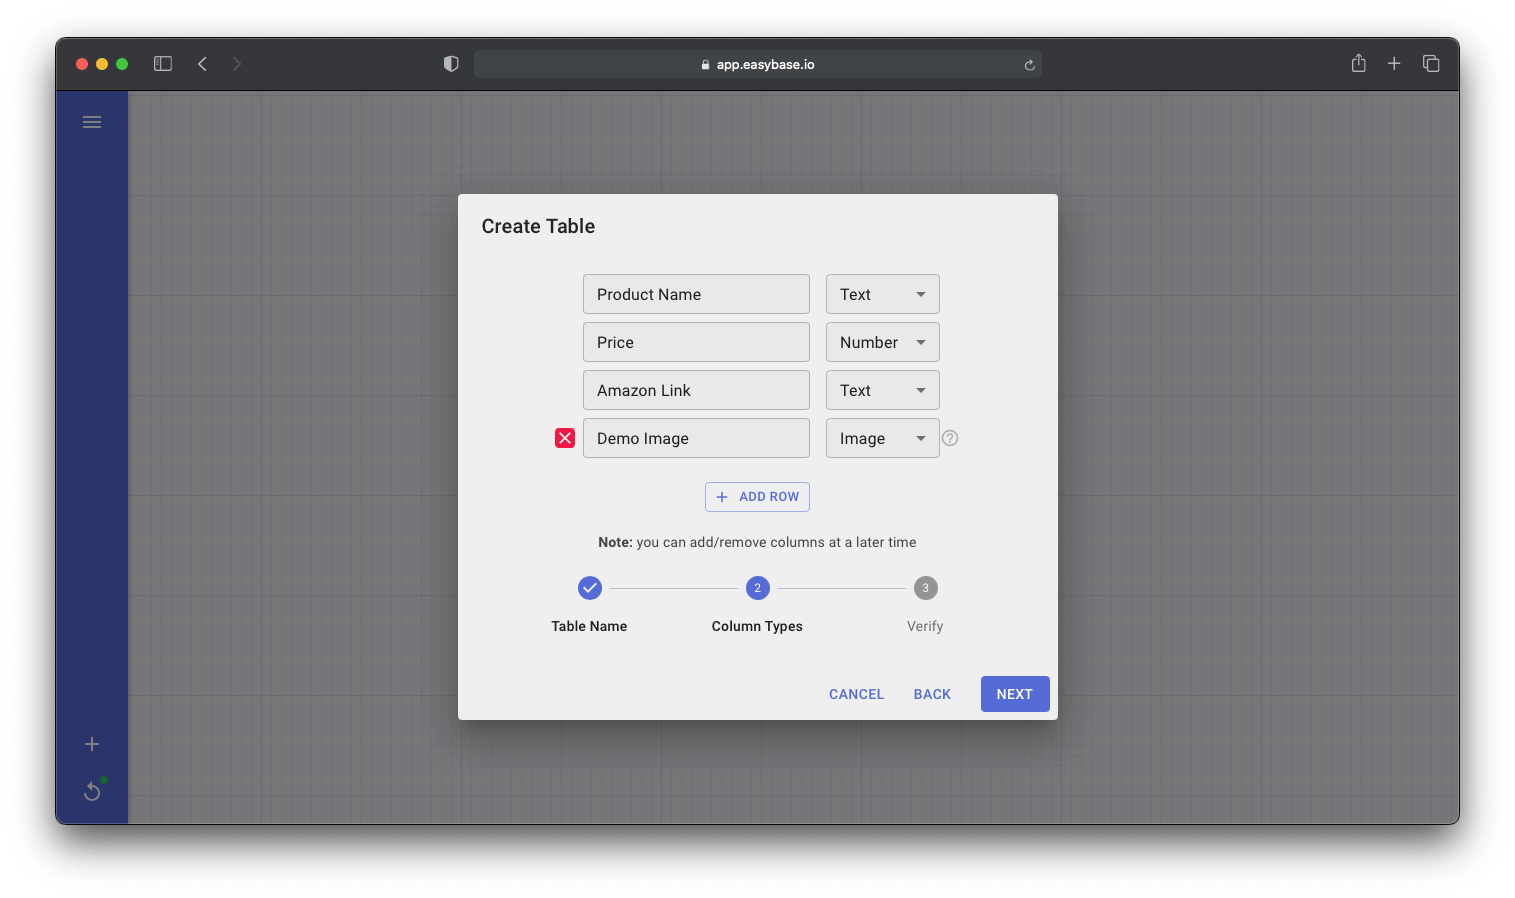 app.easybase.io
Create Table
Product Name Text
Price Number
Amazon Link Text
Demo Image Image ?
+ ADD ROW
Note: you can add/remove columns at a later time
2 3
Table Name Column Types Verify
CANCEL BACK NEXT